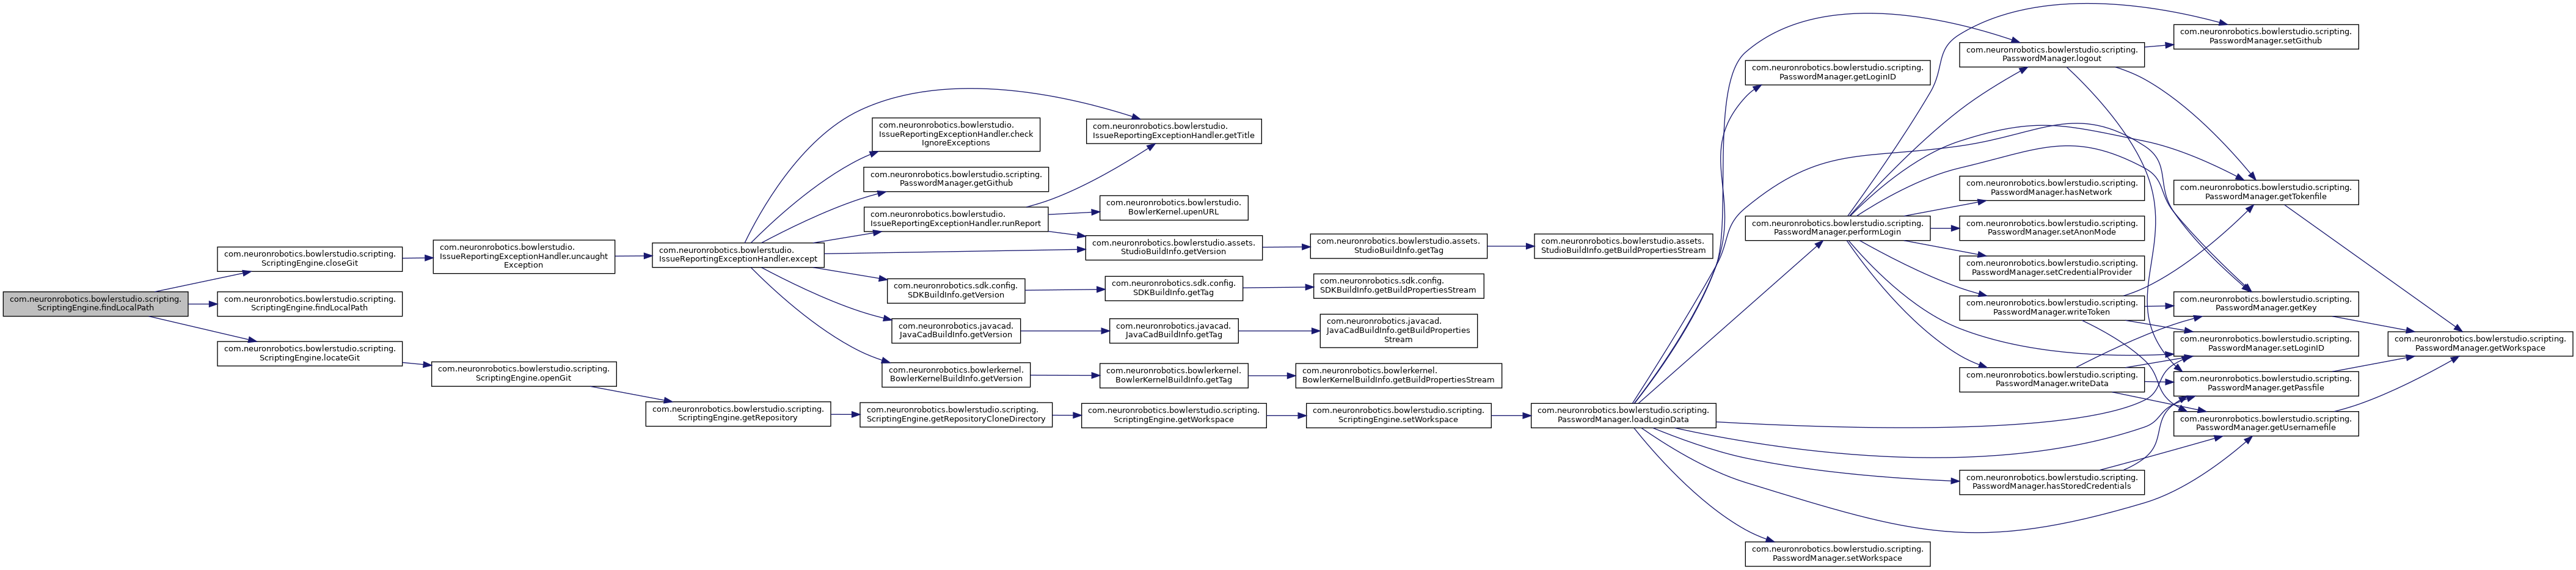 com.neuronrobotics.bowlerstudio.scripting.
ScriptingEngine.findLocalPath
com.neuronrobotics.bowlerstudio.scripting.
ScriptingEngine.closeGit
com.neuronrobotics.bowlerstudio.scripting.
ScriptingEngine.findLocalPath
com.neuronrobotics.bowlerstudio.scripting.
ScriptingEngine.locateGit
com.neuronrobotics.bowlerstudio.
IssueReportingExceptionHandler.uncaught
Exception
com.neuronrobotics.bowlerstudio.scripting.
ScriptingEngine.openGit
com.neuronrobotics.bowlerstudio.
IssueReportingExceptionHandler.except
com.neuronrobotics.bowlerstudio.scripting.
ScriptingEngine.getRepository
com.neuronrobotics.bowlerstudio.
IssueReportingExceptionHandler.check
IgnoreExceptions
com.neuronrobotics.bowlerstudio.scripting.
PasswordManager.getGithub
com.neuronrobotics.bowlerstudio.
IssueReportingExceptionHandler.runReport
com.neuronrobotics.sdk.config.
SDKBuildInfo.getVersion
com.neuronrobotics.javacad.
JavaCadBuildInfo.getVersion
com.neuronrobotics.bowlerkernel.
BowlerKernelBuildInfo.getVersion
com.neuronrobotics.bowlerstudio.scripting.
ScriptingEngine.getRepositoryCloneDirectory
com.neuronrobotics.bowlerstudio.
IssueReportingExceptionHandler.getTitle
com.neuronrobotics.bowlerstudio.
BowlerKernel.upenURL
com.neuronrobotics.bowlerstudio.assets.
StudioBuildInfo.getVersion
com.neuronrobotics.sdk.config.
SDKBuildInfo.getTag
com.neuronrobotics.javacad.
JavaCadBuildInfo.getTag
com.neuronrobotics.bowlerkernel.
BowlerKernelBuildInfo.getTag
com.neuronrobotics.bowlerstudio.scripting.
ScriptingEngine.getWorkspace
com.neuronrobotics.bowlerstudio.assets.
StudioBuildInfo.getTag
com.neuronrobotics.sdk.config.
SDKBuildInfo.getBuildPropertiesStream
com.neuronrobotics.javacad.
JavaCadBuildInfo.getBuildProperties
Stream
com.neuronrobotics.bowlerkernel.
BowlerKernelBuildInfo.getBuildPropertiesStream
com.neuronrobotics.bowlerstudio.scripting.
ScriptingEngine.setWorkspace
com.neuronrobotics.bowlerstudio.assets.
StudioBuildInfo.getBuildPropertiesStream
com.neuronrobotics.bowlerstudio.scripting.
PasswordManager.loadLoginData
com.neuronrobotics.bowlerstudio.scripting.
PasswordManager.getLoginID
com.neuronrobotics.bowlerstudio.scripting.
PasswordManager.performLogin
com.neuronrobotics.bowlerstudio.scripting.
PasswordManager.setWorkspace
com.neuronrobotics.bowlerstudio.scripting.
PasswordManager.logout
com.neuronrobotics.bowlerstudio.scripting.
PasswordManager.hasNetwork
com.neuronrobotics.bowlerstudio.scripting.
PasswordManager.setAnonMode
com.neuronrobotics.bowlerstudio.scripting.
PasswordManager.setCredentialProvider
com.neuronrobotics.bowlerstudio.scripting.
PasswordManager.writeToken
com.neuronrobotics.bowlerstudio.scripting.
PasswordManager.writeData
com.neuronrobotics.bowlerstudio.scripting.
PasswordManager.hasStoredCredentials
com.neuronrobotics.bowlerstudio.scripting.
PasswordManager.setGithub
com.neuronrobotics.bowlerstudio.scripting.
PasswordManager.getTokenfile
com.neuronrobotics.bowlerstudio.scripting.
PasswordManager.getKey
com.neuronrobotics.bowlerstudio.scripting.
PasswordManager.setLoginID
com.neuronrobotics.bowlerstudio.scripting.
PasswordManager.getPassfile
com.neuronrobotics.bowlerstudio.scripting.
PasswordManager.getUsernamefile
com.neuronrobotics.bowlerstudio.scripting.
PasswordManager.getWorkspace